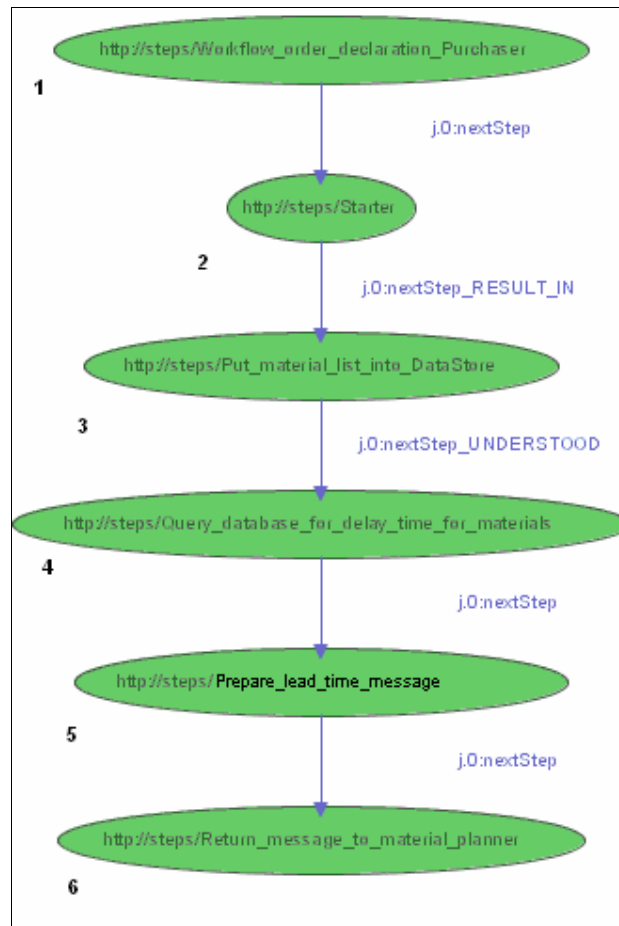 http://steps/Workflow_order_declaration_Purchaser
1
j.0:nextStep
http://steps/Starter
2
j.0:nextStep_RESULT_IN
http://steps/Put_material_list_into_DataStore
3
j.0:nextStep_UNDERSTOOD
http://steps/Query_database_for_delay_time_for_materials
4
j.0:nextStep
http://steps/Prepare_lead_time_message
5
j.0:nextStep
http://steps/Return_message_to_material_planner
6